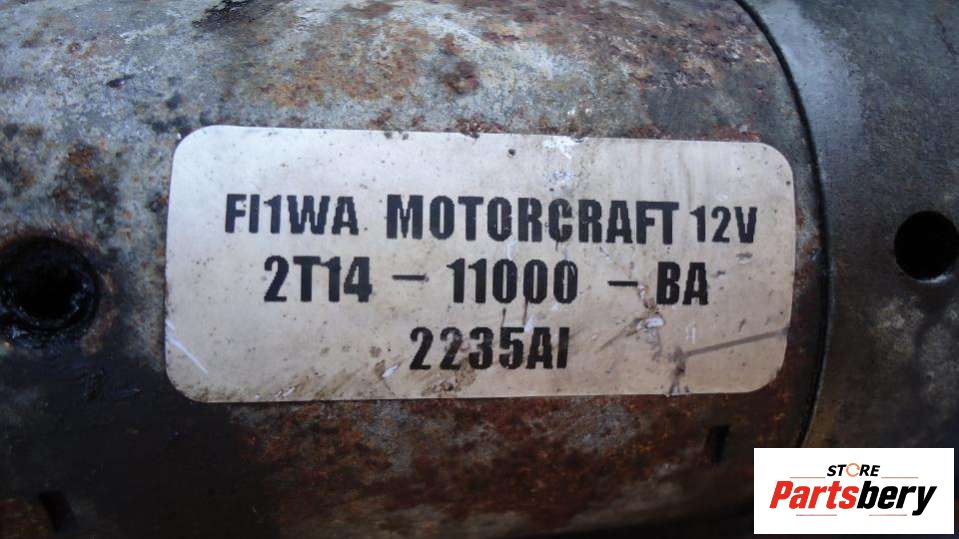 FI1WA MOTORCRAFT 12V
2T14 - 11000 - BA
2235AI
STORE
Partsbery